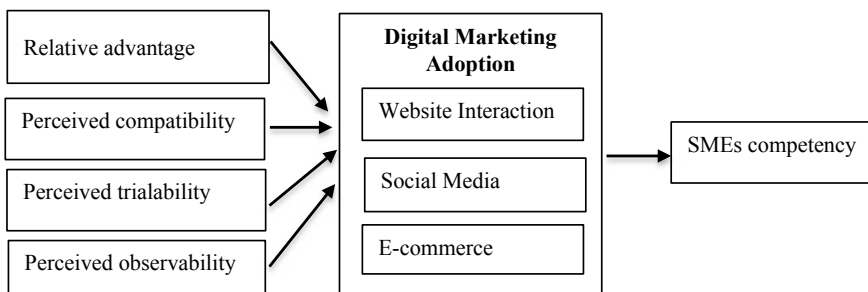 Relative advantage
Perceived compatibility
Perceived trialability
Perceived observability
Digital Marketing
Adoption
Website Interaction
Social Media
E-commerce
SMEs competency